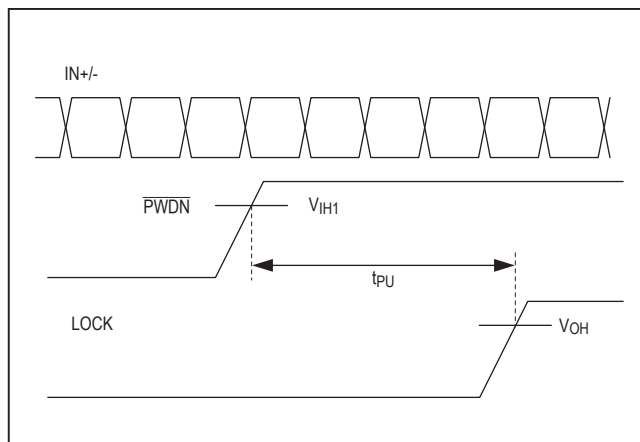 IN+/-
PWDN VIH1
tPU
LOCK
VOH